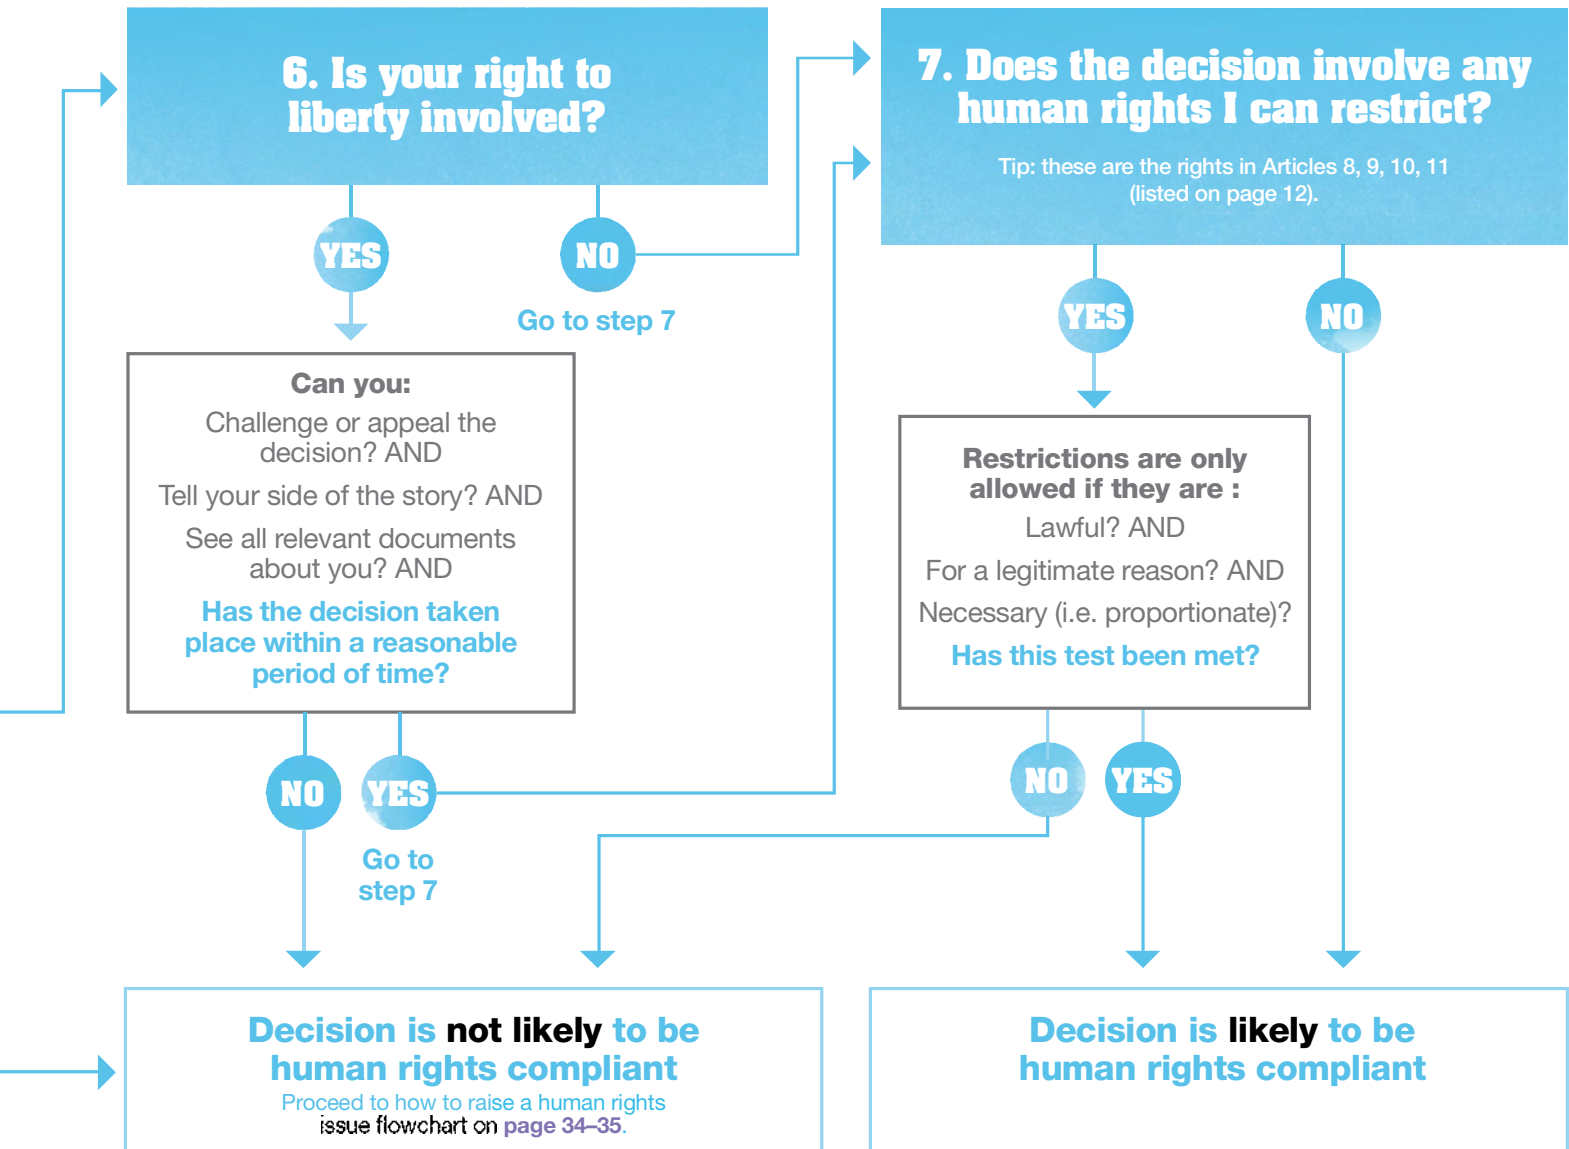 6. Is your right to
liberty involved?
YES
NO
Go to step 7
Can you:
Challenge or appeal the
decision? AND
Tell your side of the story? AND
See all relevant documents
about you? AND
Has the decision taken
place within a reasonable
period of time?
NO
YES
Go to
step 7
7. Does the decision involve any
human rights I can restrict?
Tip: these are the rights in Articles 8, 9, 10, 11
(listed on page 12).
YES
NO
Restrictions are only
allowed if they are :
Lawful? AND
For a legitimate reason? AND
Necessary (i.e. proportionate)?
Has this test been met?
NO
YES
Decision is not likely to be
human rights compliant
Proceed to how to raise a human rights
issue flowchart on page 34–35.
Decision is likely to be
human rights compliant